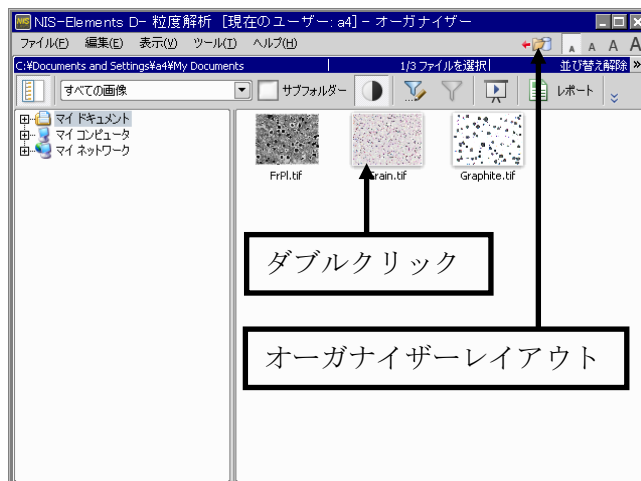 NIS-Elements D- 粒度解析 [現在のユーザー: a4] - オーガナイザー
ファイル(F) 編集(E) 表示(V) ツール(T) ヘルプ(H) A A A A
C:¥Documents and Settings¥a4¥My Documents 1/3 ファイルを選択| 並び替え解除 »
すべての画像 サブフォルダー レポート
マイ ドキュメント
マイ コンピュータ
マイ ネットワーク
FrPl.tif Grain.tif Graphite.tif
ダブルクリック
オーガナイザーレイアウト